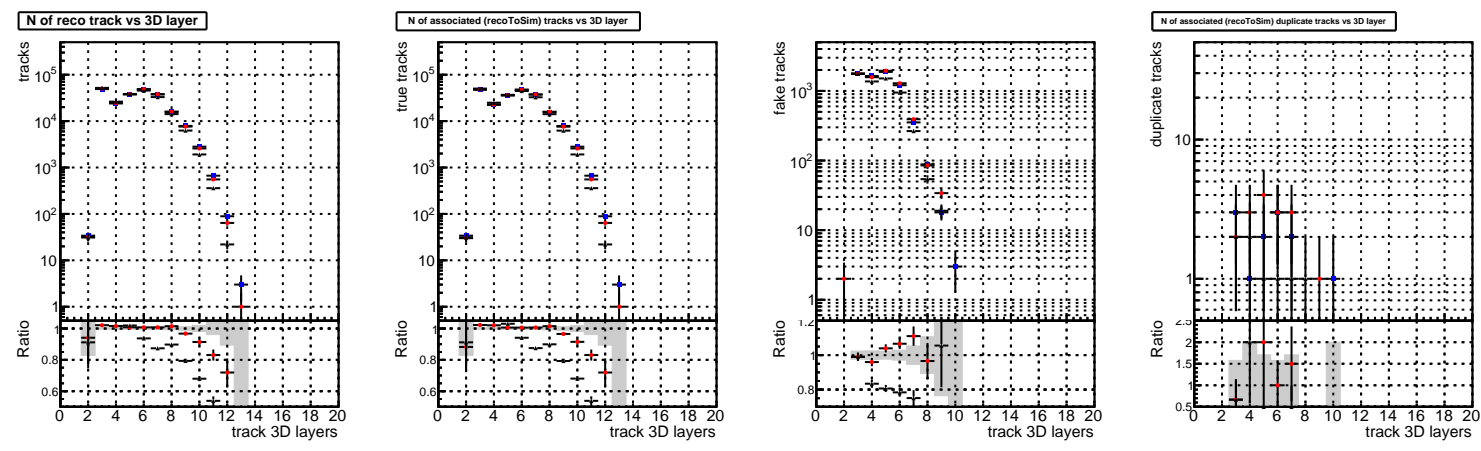 N of reco track vs 3D layer
tracks
10^5
10^4
10^3
10^2
10
1
Ratio
1
0.8
0.6
0 2 4 6 8 10 12 14 16 18 20
track 3D layers
N of associated (recoToSim) tracks vs 3D layer
true tracks
10^5
10^4
10^3
10^2
10
1
Ratio
1
0.8
0.6
0 2 4 6 8 10 12 14 16 18 20
track 3D layers
fake tracks
10^3
10^2
10
1
Ratio
1.2
1
0.8
0 2 4 6 8 10 12 14 16 18 20
track 3D layers
N of associated (recoToSim) duplicate tracks vs 3D layer
duplicate tracks
10
1
Ratio
2.5
2
1.5
1
0.5
0 2 4 6 8 10 12 14 16 18 20
track 3D layers